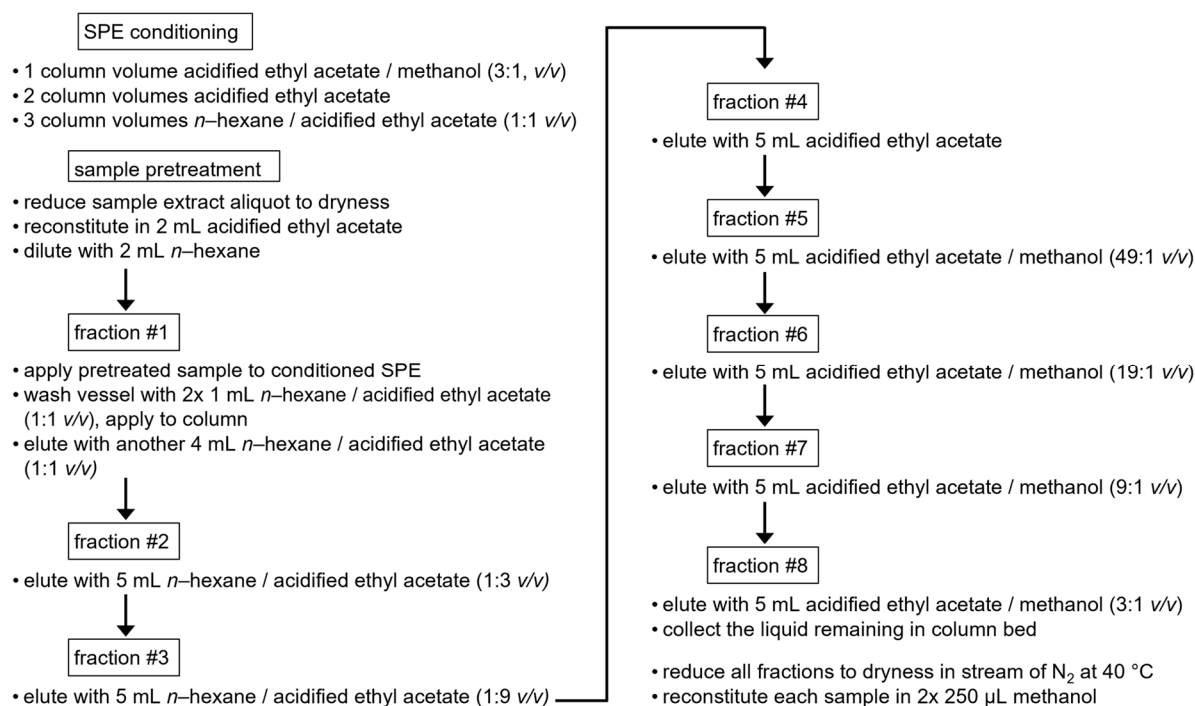 SPE conditioning
• 1 column volume acidified ethyl acetate / methanol (3:1, v/v)
• 2 column volumes acidified ethyl acetate
• 3 column volumes n–hexane / acidified ethyl acetate (1:1 v/v)
sample pretreatment
• reduce sample extract aliquot to dryness
• reconstitute in 2 mL acidified ethyl acetate
• dilute with 2 mL n–hexane
fraction #1
• apply pretreated sample to conditioned SPE
• wash vessel with 2x 1 mL n–hexane / acidified ethyl acetate
(1:1 v/v), apply to column
• elute with another 4 mL n–hexane / acidified ethyl acetate
(1:1 v/v)
fraction #2
• elute with 5 mL n–hexane / acidified ethyl acetate (1:3 v/v)
fraction #3
• elute with 5 mL n–hexane / acidified ethyl acetate (1:9 v/v)
fraction #4
• elute with 5 mL acidified ethyl acetate
fraction #5
• elute with 5 mL acidified ethyl acetate / methanol (49:1 v/v)
fraction #6
• elute with 5 mL acidified ethyl acetate / methanol (19:1 v/v)
fraction #7
• elute with 5 mL acidified ethyl acetate / methanol (9:1 v/v)
fraction #8
• elute with 5 mL acidified ethyl acetate / methanol (3:1 v/v)
• collect the liquid remaining in column bed
• reduce all fractions to dryness in stream of N₂ at 40 °C
• reconstitute each sample in 2x 250 µL methanol